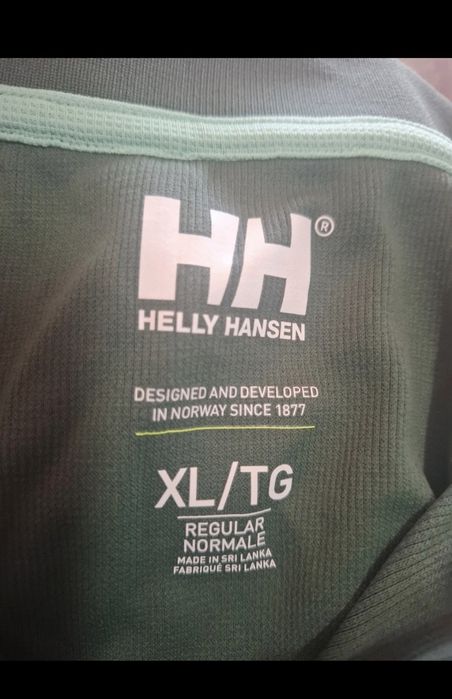 HH®
HELLY HANSEN
DESIGNED AND DEVELOPED
IN NORWAY SINCE 1877
XL/TG
REGULAR
NORMALE
MADE IN SRI LANKA
FABRIQUÉ SRI LANKA